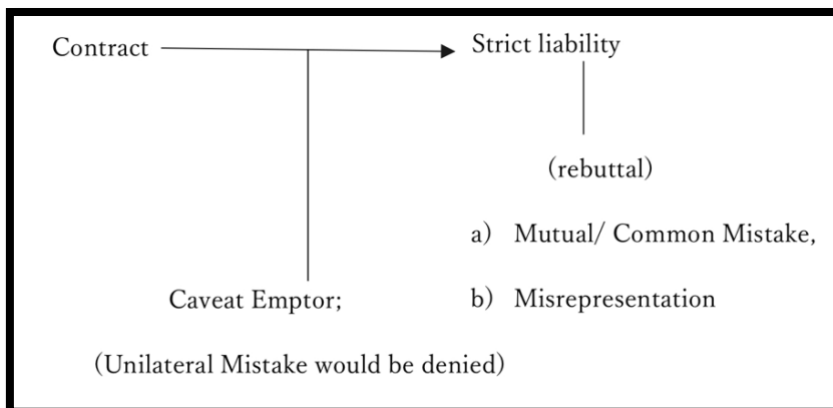 Contract
Strict liability
(rebuttal)
a) Mutual/ Common Mistake,
Caveat Emptor;
b) Misrepresentation
(Unilateral Mistake would be denied)